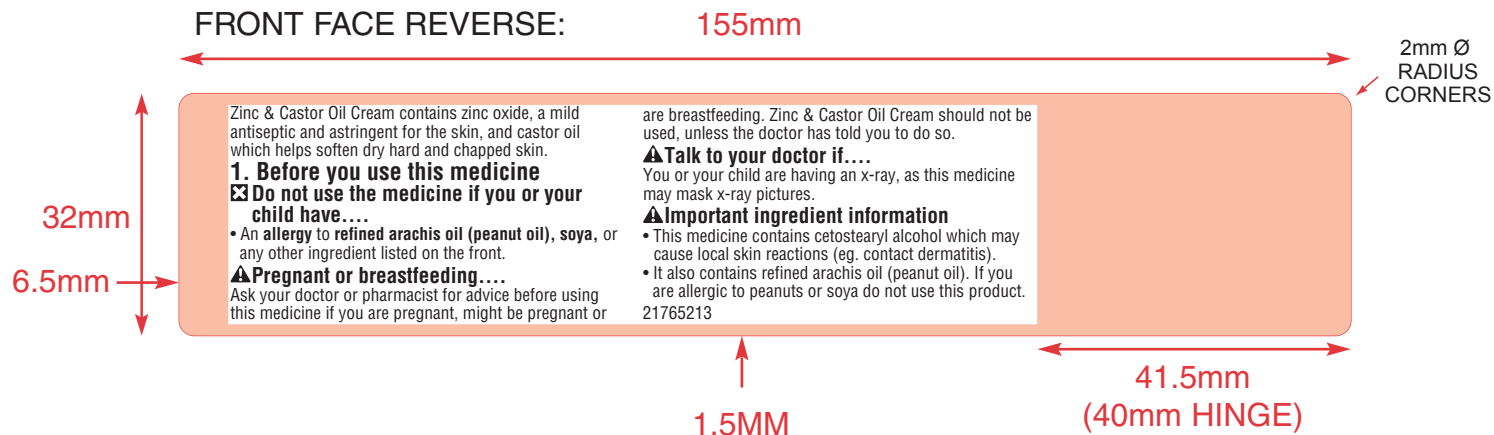 FRONT FACE REVERSE:
155mm
2mm Ø
RADIUS
CORNERS
32mm
6.5mm
Zinc & Castor Oil Cream contains zinc oxide, a mild
antiseptic and astringent for the skin, and castor oil
which helps soften dry hard and chapped skin.
1. Before you use this medicine
Do not use the medicine if you or your
child have....
• An allergy to refined arachis oil (peanut oil), soya, or
any other ingredient listed on the front.
Pregnant or breastfeeding....
Ask your doctor or pharmacist for advice before using
this medicine if you are pregnant, might be pregnant or
are breastfeeding. Zinc & Castor Oil Cream should not be
used, unless the doctor has told you to do so.
Talk to your doctor if....
You or your child are having an x-ray, as this medicine
may mask x-ray pictures.
Important ingredient information
• This medicine contains cetostearyl alcohol which may
cause local skin reactions (eg. contact dermatitis).
• It also contains refined arachis oil (peanut oil). If you
are allergic to peanuts or soya do not use this product.
21765213
1.5MM
41.5mm
(40mm HINGE)